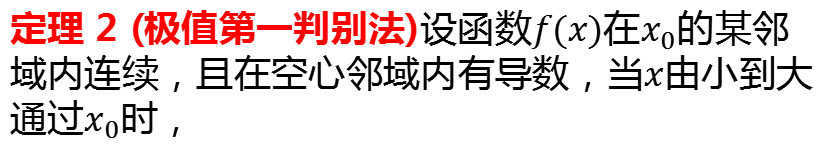 定理 2 (极值第一判别法)设函数f(x)在x₀的某邻
域内连续，且在空心邻域内有导数，当x由小到大
通过x₀时，